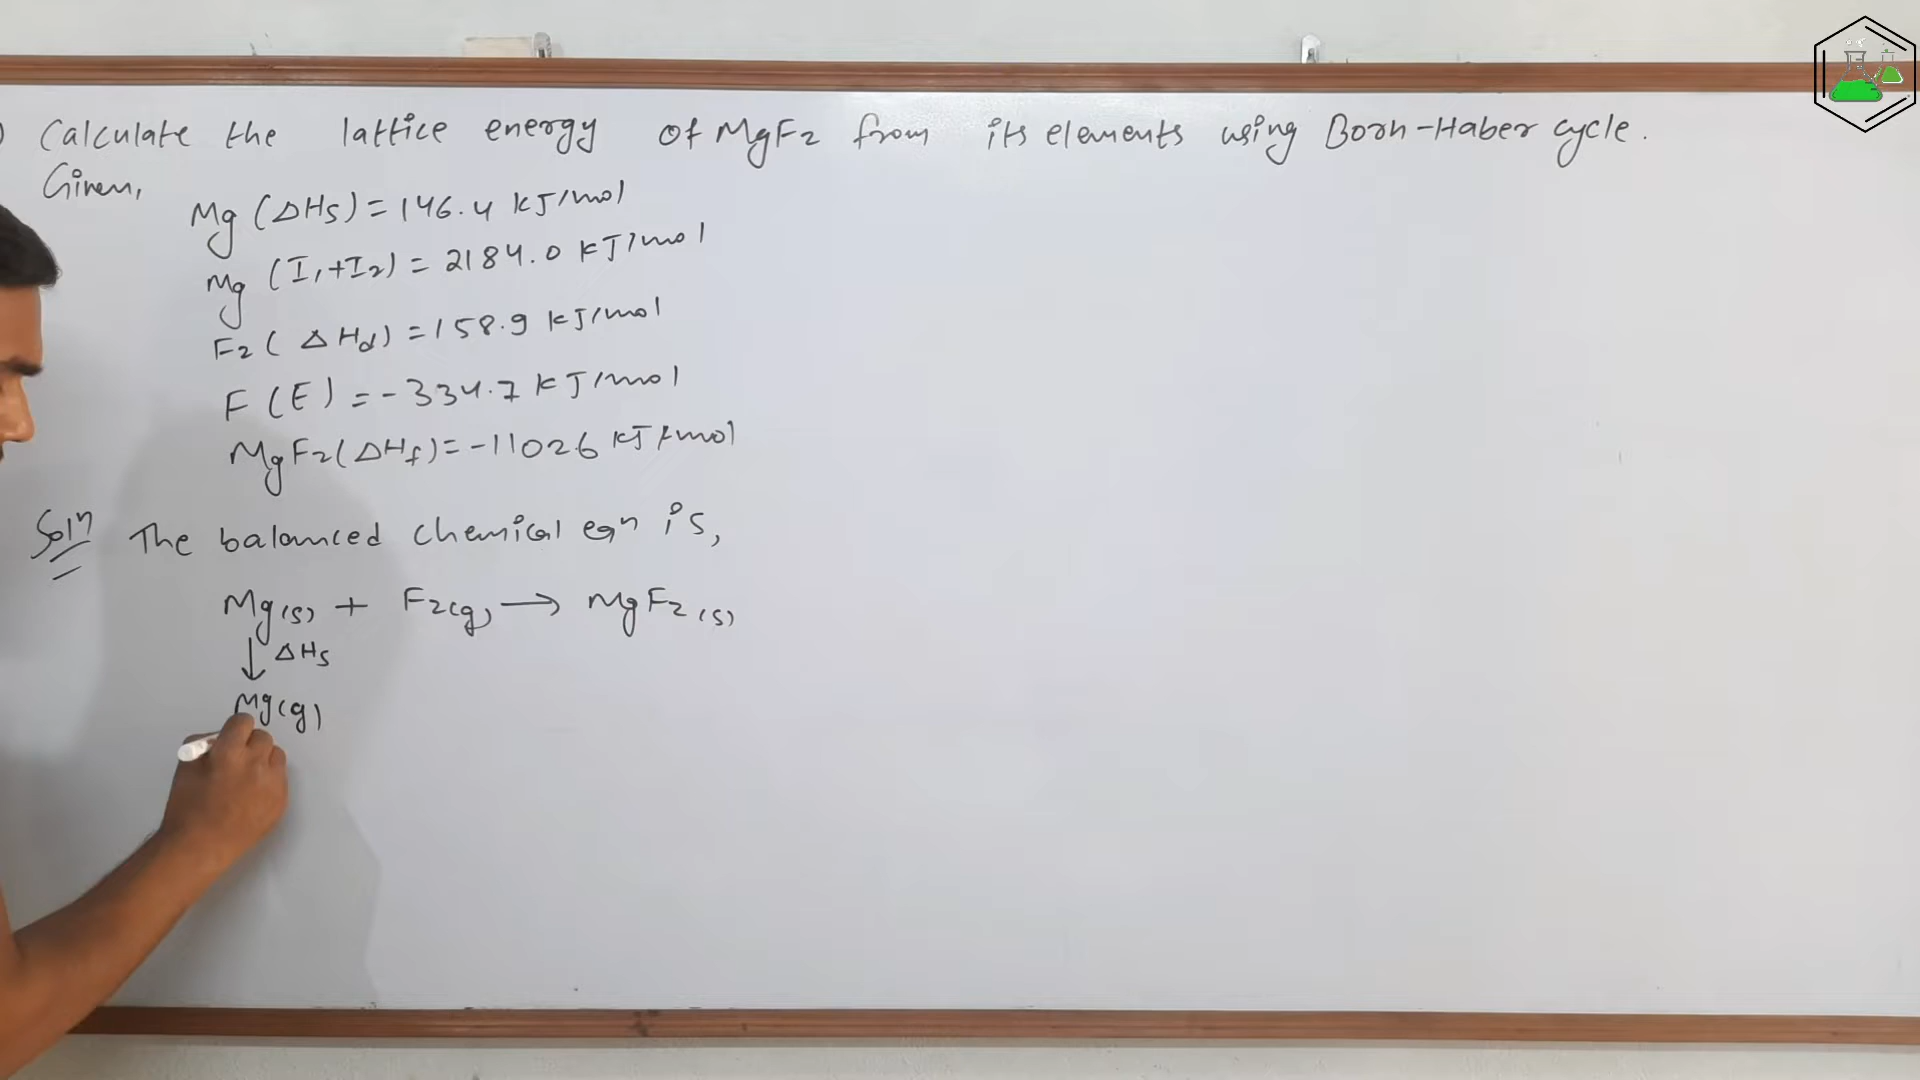 ) Calculate the lattice energy of MgF2 from its elements using Born-Haber cycle.
Given,
Mg (ΔHs) = 146.4 kJ/mol
Mg (I1+I2) = 2184.0 kJ/mol
F2 (ΔHd) = 158.9 kJ/mol
F (E) = -334.7 kJ/mol
MgF2 (ΔHf) = -11026 kJ/mol
Soln The balanced chemical eqn is,
Mg(s) + F2(g) → MgF2(s)
↓ ΔHs
Mg(g)